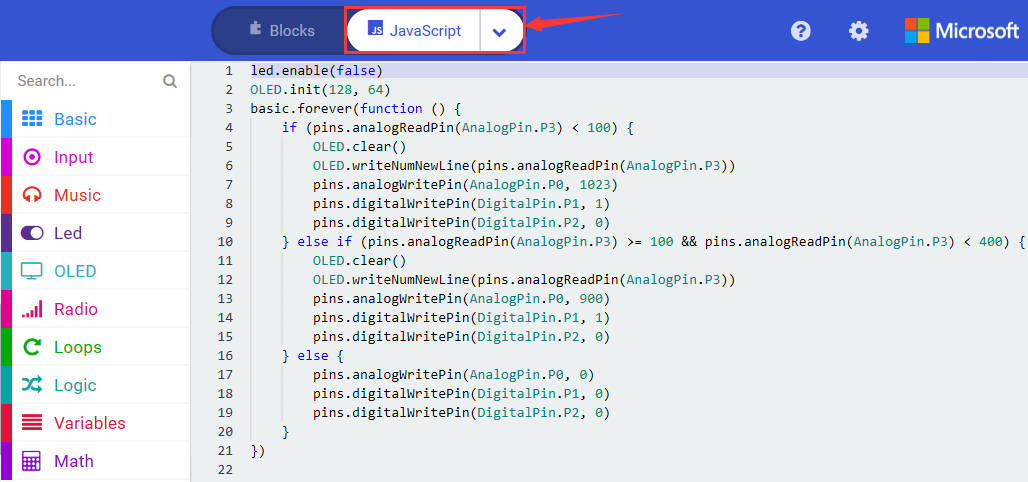 Blocks
JS JavaScript
Microsoft
Search...
Basic
Input
Music
Led
OLED
Radio
Loops
Logic
Variables
Math
1 led.enable(false)
2 OLED.init(128, 64)
3 basic.forever(function () {
4 if (pins.analogReadPin(AnalogPin.P3) < 100) {
5 OLED.clear()
6 OLED.writeNumNewLine(pins.analogReadPin(AnalogPin.P3))
7 pins.analogWritePin(AnalogPin.P0, 1023)
8 pins.digitalWritePin(DigitalPin.P1, 1)
9 pins.digitalWritePin(DigitalPin.P2, 0)
10 } else if (pins.analogReadPin(AnalogPin.P3) >= 100 && pins.analogReadPin(AnalogPin.P3) < 400) {
11 OLED.clear()
12 OLED.writeNumNewLine(pins.analogReadPin(AnalogPin.P3))
13 pins.analogWritePin(AnalogPin.P0, 900)
14 pins.digitalWritePin(DigitalPin.P1, 1)
15 pins.digitalWritePin(DigitalPin.P2, 0)
16 } else {
17 pins.analogWritePin(AnalogPin.P0, 0)
18 pins.digitalWritePin(DigitalPin.P1, 0)
19 pins.digitalWritePin(DigitalPin.P2, 0)
20 }
21 })
22